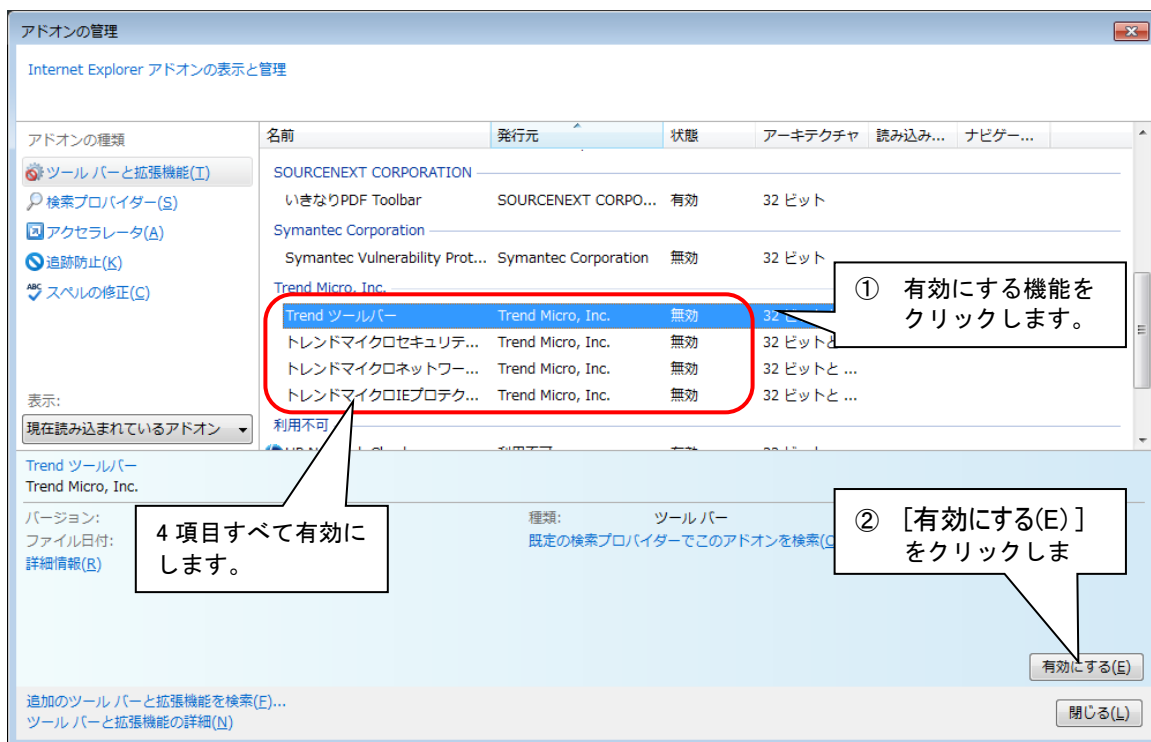 アドオンの管理
Internet Explorer アドオンの表示と管理
アドオンの種類
ツール バーと拡張機能(T)
検索プロバイダー(S)
アクセラレータ(A)
追跡防止(K)
スペルの修正(C)
表示:
現在読み込まれているアドオン
名前 発行元 状態 アーキテクチャ 読み込み... ナビゲー...
SOURCENEXT CORPORATION
いきなりPDF Toolbar SOURCENEXT CORPO... 有効 32 ビット
Symantec Corporation
Symantec Vulnerability Prot... Symantec Corporation 無効 32 ビット
Trend Micro, Inc.
Trend ツールバー Trend Micro, Inc. 無効 32
トレンドマイクロセキュリテ... Trend Micro, Inc. 無効 32 ビットと
トレンドマイクロネットワー... Trend Micro, Inc. 無効 32 ビットと ...
トレンドマイクロIEプロテク... Trend Micro, Inc. 無効 32 ビットと ...
利用不可
① 有効にする機能を
クリックします。
4 項目すべて有効に
します。
② [有効にする(E)]
をクリックしま
Trend ツールバー
Trend Micro, Inc.
バージョン:
ファイル日付:
詳細情報(R)
種類: ツール バー
既定の検索プロバイダーでこのアドオンを検索(
有効にする(E)
追加のツール バーと拡張機能を検索(F)...
ツール バーと拡張機能の詳細(N)
閉じる(L)